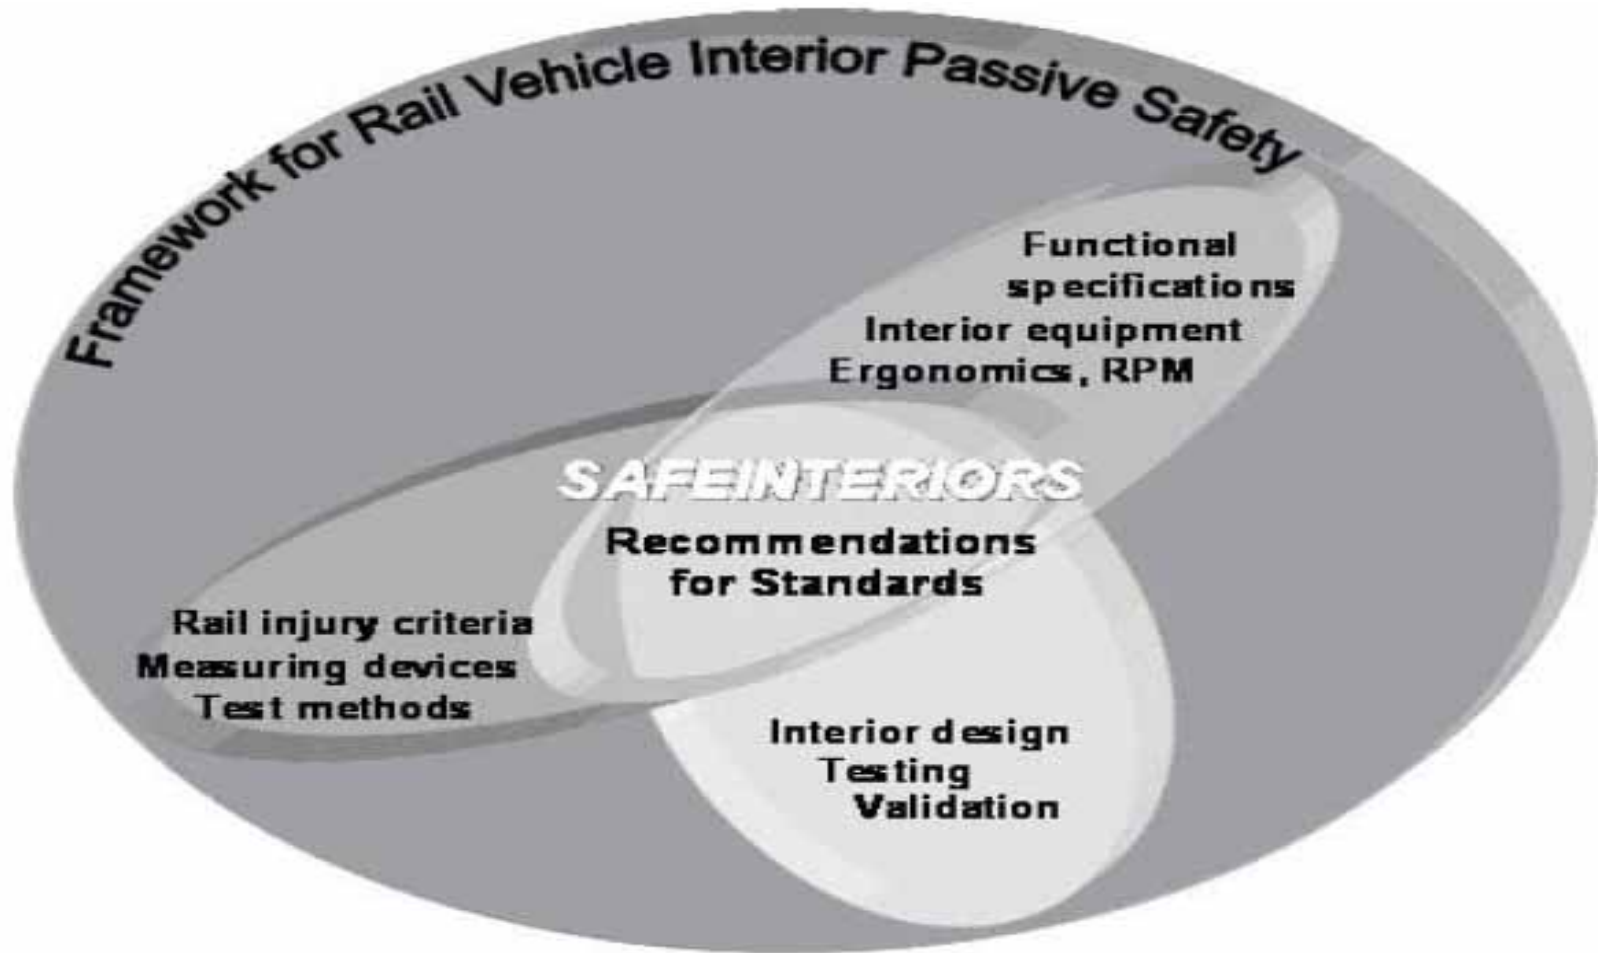 Framework for Rail Vehicle Interior Passive Safety
Functional
specifications
Interior equipment
Ergonomics, RPM
SAFEINTERIORS
Recommendations
for Standards
Rail injury criteria
Measuring devices
Test methods
Interior design
Testing
Validation